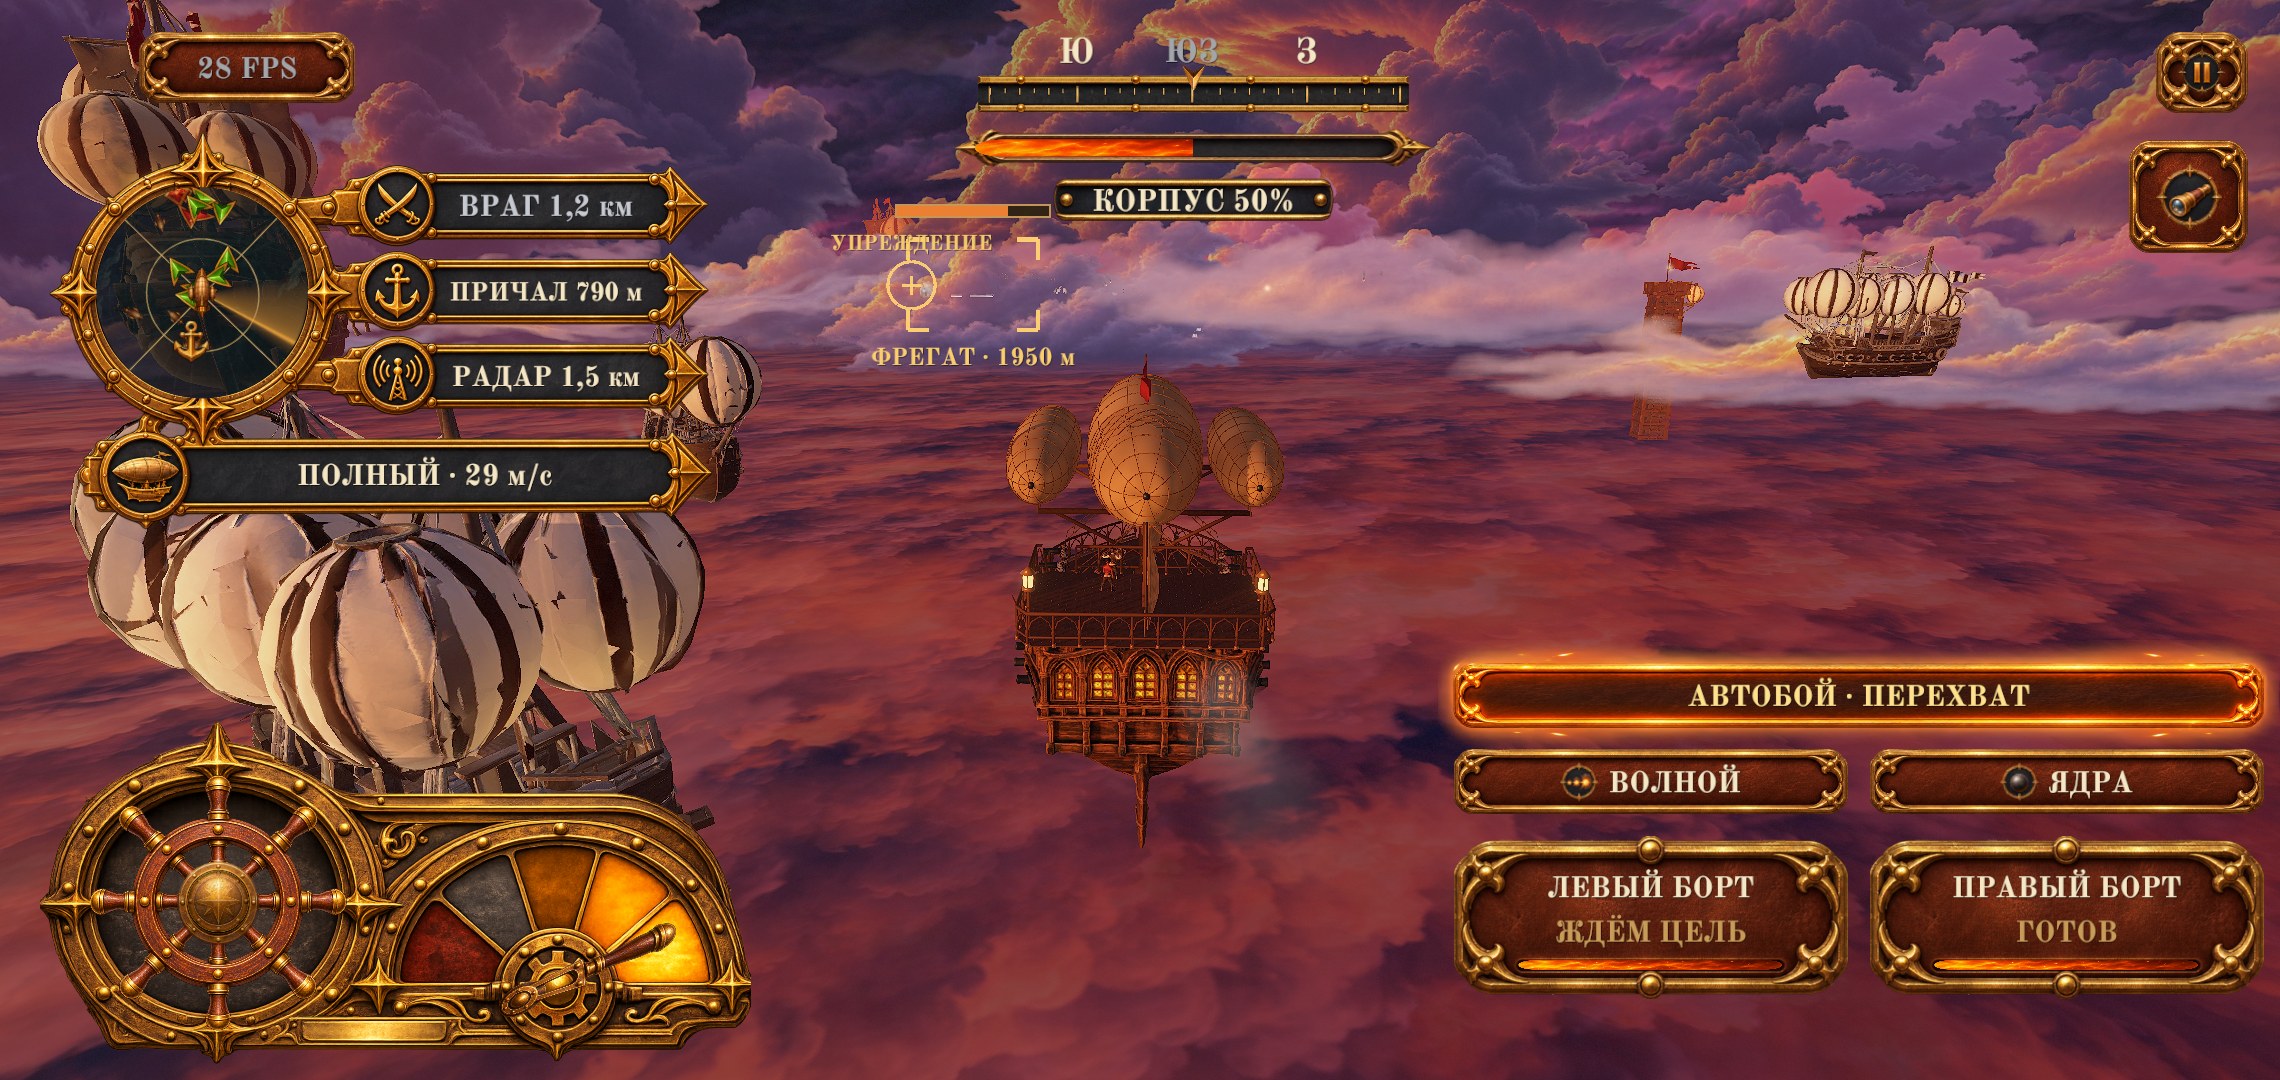 28 FPS
Ю ЮЗ З
КОРПУС 50%
ВРАГ 1,2 км
ПРИЧАЛ 790 м
РАДАР 1,5 км
ПОЛНЫЙ · 29 м/с
УПРЕЖДЕНИЕ
ФРЕГАТ · 1950 м
АВТОБОЙ · ПЕРЕХВАТ
ВОЛНОЙ
ЯДРА
ЛЕВЫЙ БОРТ
ЖДЁМ ЦЕЛЬ
ПРАВЫЙ БОРТ
ГОТОВ